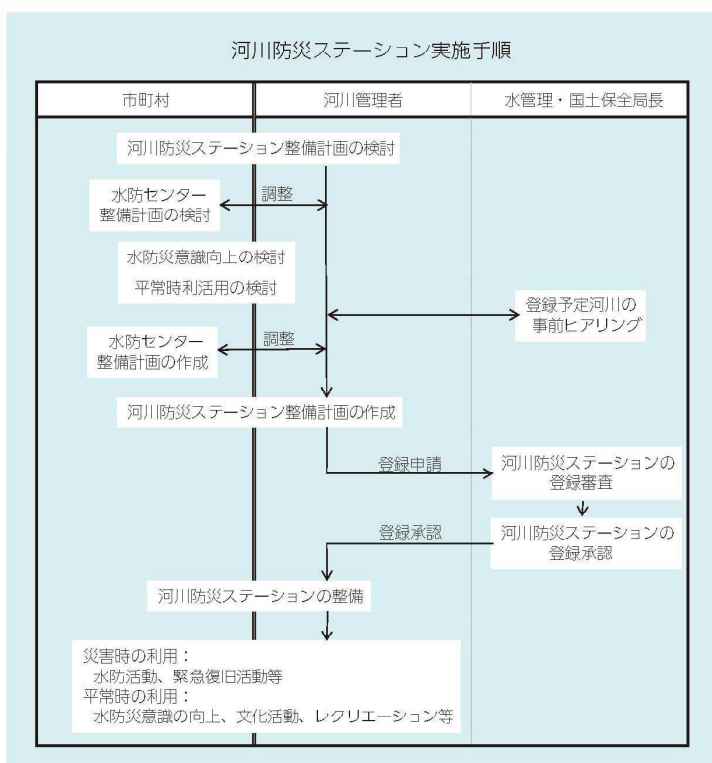 河川防災ステーション実施手順
市町村
河川管理者
水管理・国土保全局長
河川防災ステーション整備計画の検討
水防センター
整備計画の検討
調整
水防災意識向上の検討
平常時利活用の検討
登録予定河川の
事前ヒアリング
水防センター
整備計画の作成
調整
河川防災ステーション整備計画の作成
登録申請
河川防災ステーションの
登録審査
登録承認
河川防災ステーションの
登録承認
河川防災ステーションの整備
災害時の利用：
水防活動、緊急復旧活動等
平常時の利用：
水防災意識の向上、文化活動、レクリエーション等